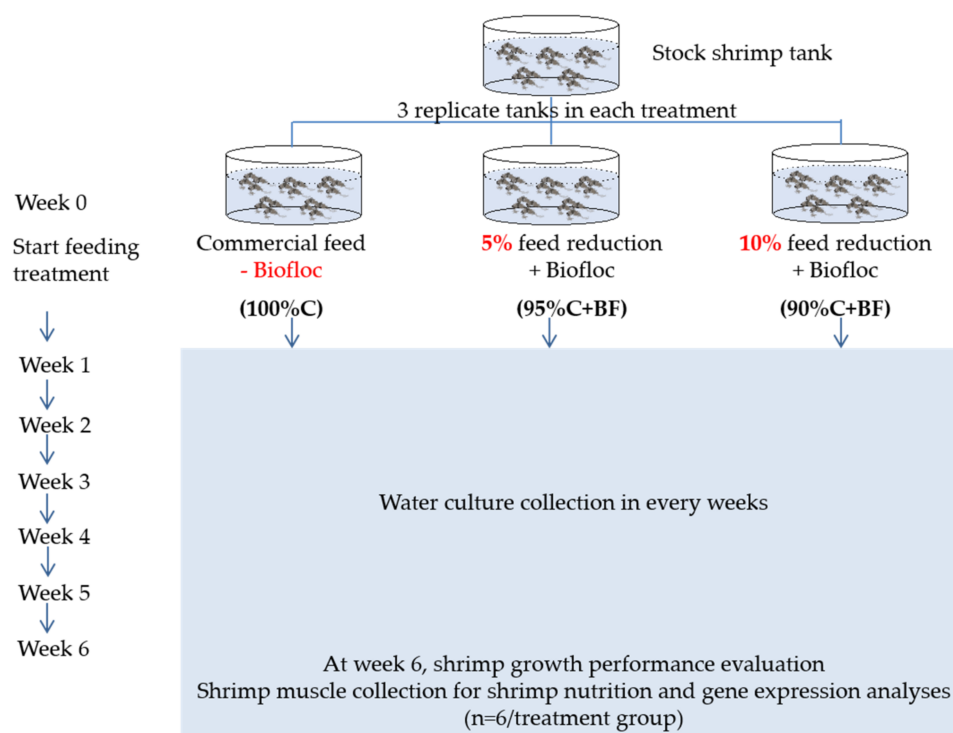 Stock shrimp tank
3 replicate tanks in each treatment
Week 0
Start feeding
treatment
Commercial feed
- Biofloc
(100%C)
5% feed reduction
+ Biofloc
(95%C+BF)
10% feed reduction
+ Biofloc
(90%C+BF)
Week 1
Week 2
Week 3
Week 4
Week 5
Week 6
Water culture collection in every weeks
At week 6, shrimp growth performance evaluation
Shrimp muscle collection for shrimp nutrition and gene expression analyses
(n=6/treatment group)